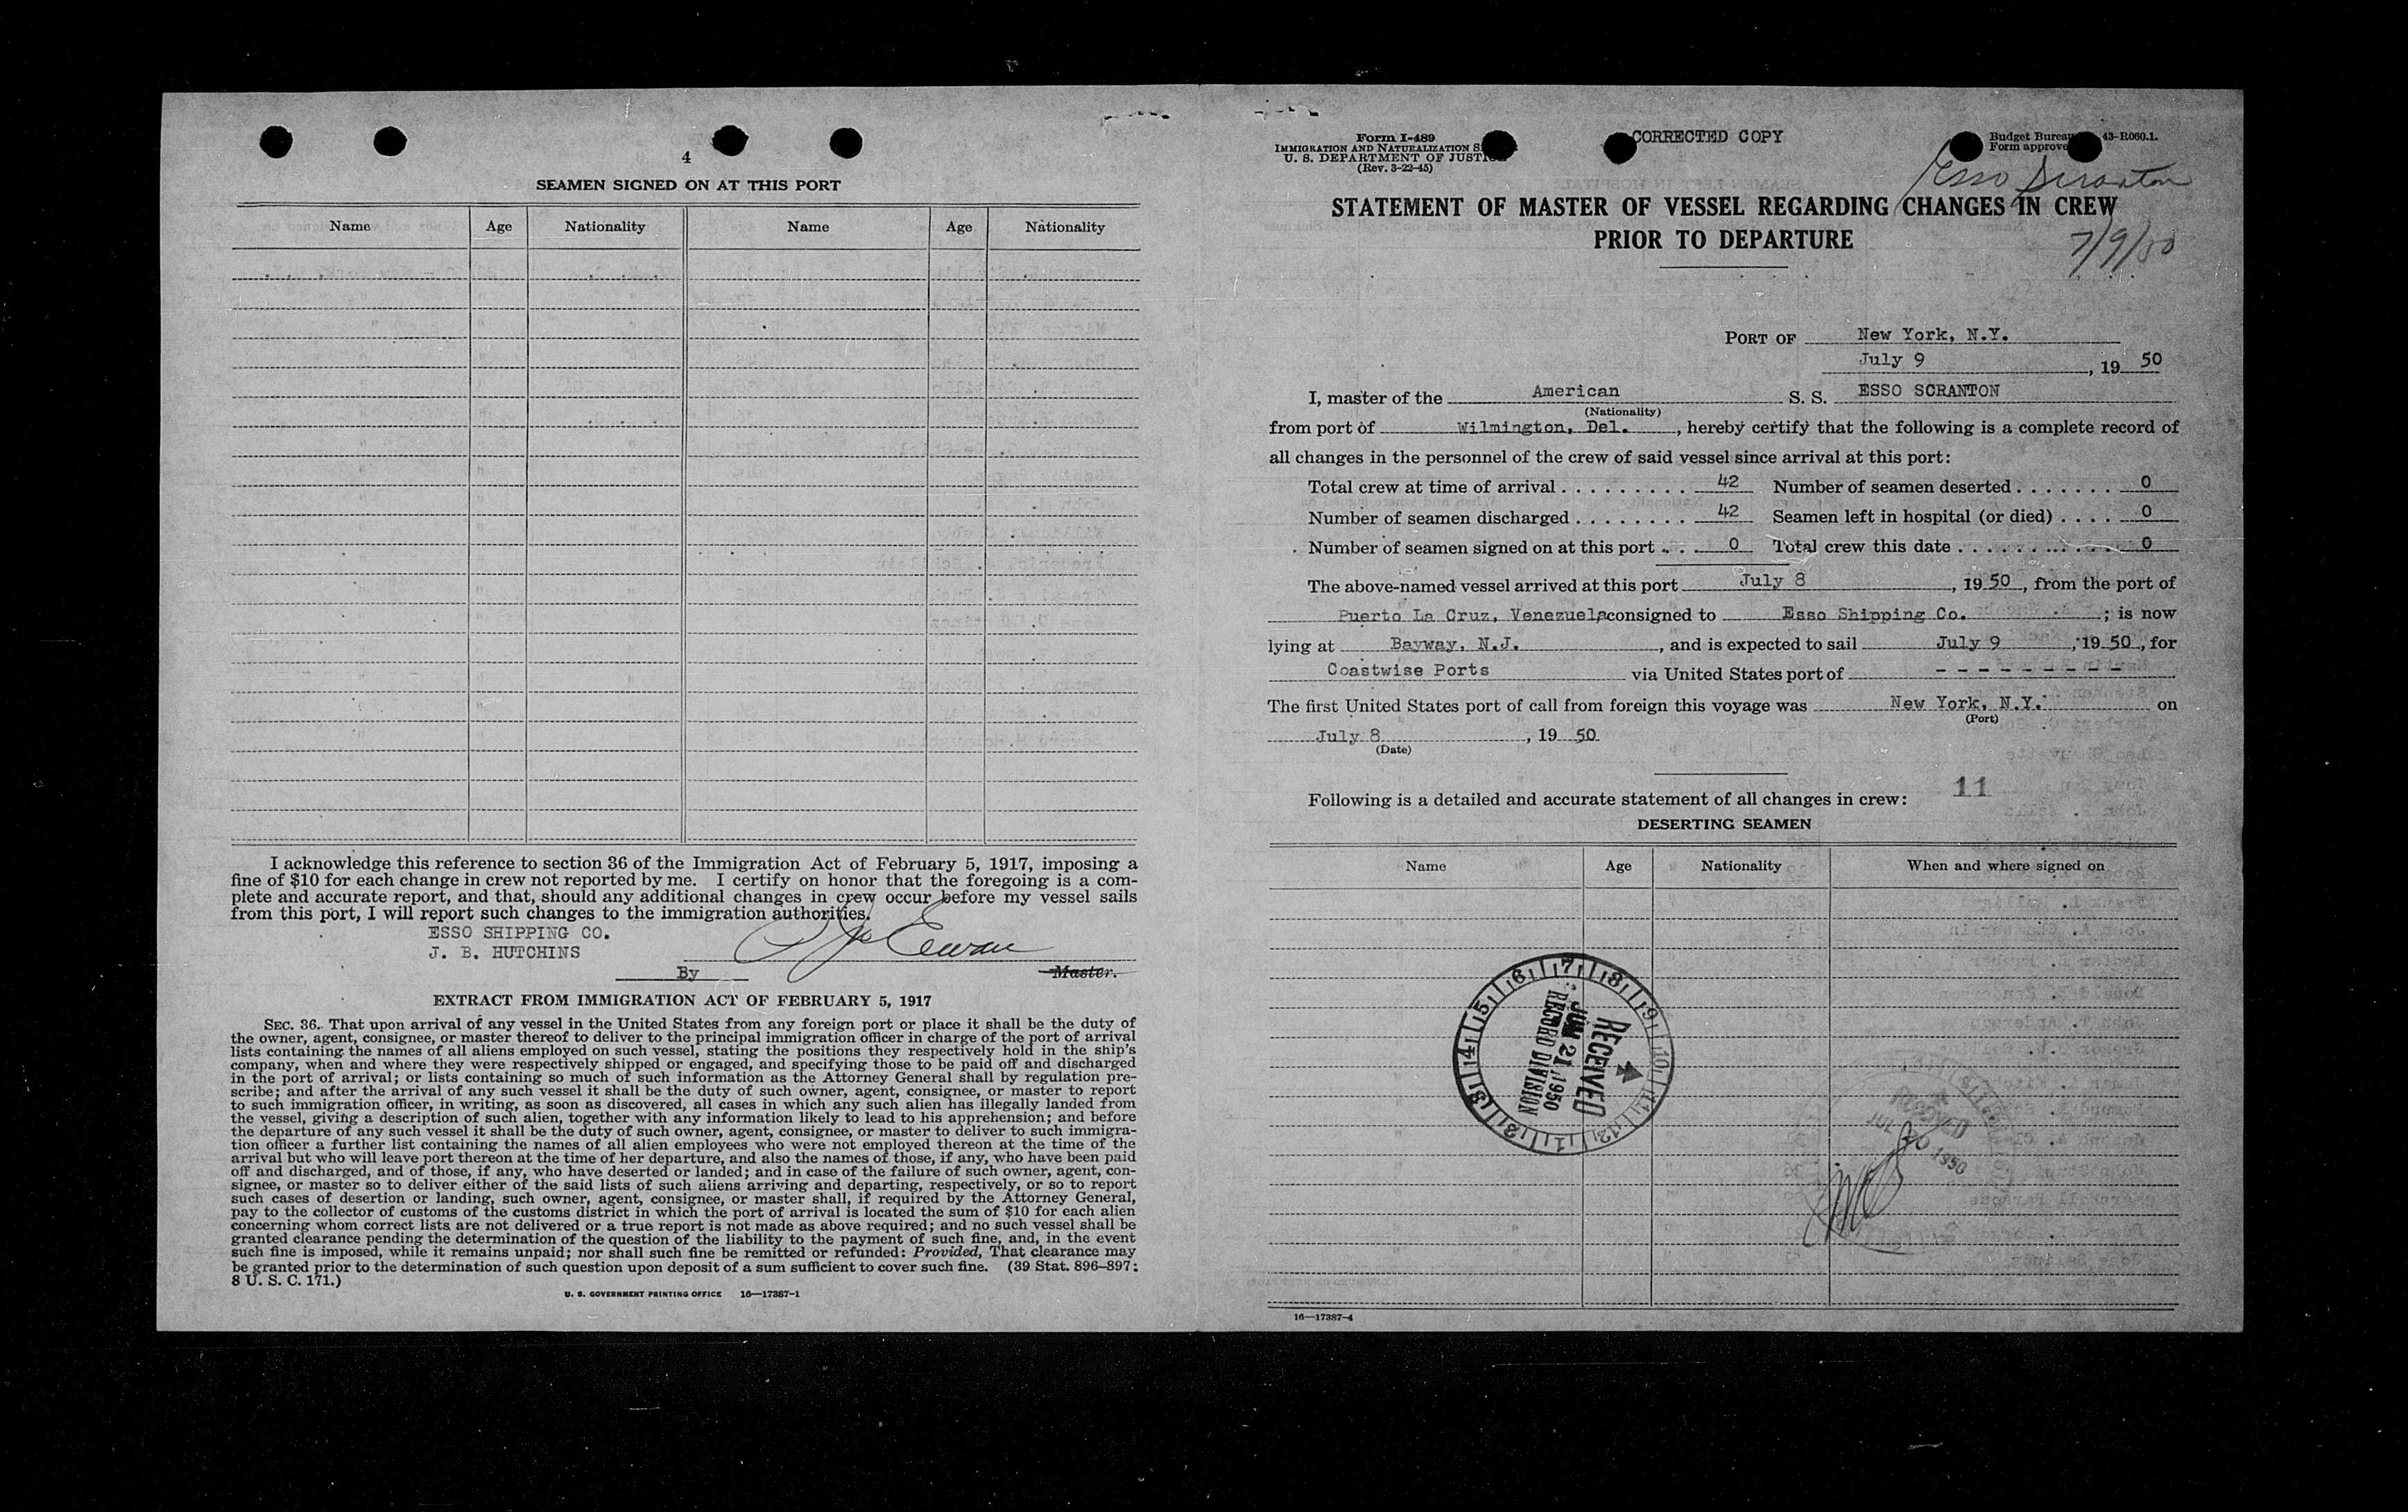 4
SEAMEN SIGNED ON AT THIS PORT
Name Age Nationality Name Age Nationality
I acknowledge this reference to section 36 of the Immigration Act of February 5, 1917, imposing a
fine of $10 for each change in crew not reported by me. I certify on honor that the foregoing is a com-
plete and accurate report, and that, should any additional changes in crew occur before my vessel sails
from this port, I will report such changes to the immigration authorities.
ESSO SHIPPING CO.
J. B. HUTCHINS
By
Master.
EXTRACT FROM IMMIGRATION ACT OF FEBRUARY 5, 1917
SEC. 36. That upon arrival of any vessel in the United States from any foreign port or place it shall be the duty of
the owner, agent, consignee, or master thereof to deliver to the principal immigration officer in charge of the port of arrival
lists containing the names of all aliens employed on such vessel, stating the positions they respectively hold in the ship's
company, when and where they were respectively shipped or engaged, and specifying those to be paid off and discharged
in the port of arrival; or lists containing so much of such information as the Attorney General shall by regulation pre-
scribe; and after the arrival of any such vessel it shall be the duty of such owner, agent, consignee, or master to report
to such immigration officer, in writing, as soon as discovered, all cases in which any such alien has illegally landed from
the vessel, giving a description of such alien, together with any information likely to lead to his apprehension; and before
the departure of any such vessel it shall be the duty of such owner, agent, consignee, or master to deliver to such immigra-
tion officer a further list containing the names of all alien employees who were not employed thereon at the time of the
arrival but who will leave port thereon at the time of her departure, and also the names of those, if any, who have been paid
off and discharged, and of those, if any, who have deserted or landed; and in case of the failure of such owner, agent, con-
signee, or master so to deliver either of the said lists of such aliens arriving and departing, respectively, or so to report
such cases of desertion or landing, such owner, agent, consignee, or master shall, if required by the Attorney General,
pay to the collector of customs of the customs district in which the port of arrival is located the sum of $10 for each alien
concerning whom correct lists are not delivered or a true report is not made as above required; and no such vessel shall be
granted clearance pending the determination of the question of the liability to the payment of such fine, and, in the event
such fine is imposed, while it remains unpaid; nor shall such fine be remitted or refunded: Provided, That clearance may
be granted prior to the determination of such question upon deposit of a sum sufficient to cover such fine. (39 Stat. 896–897;
8 U. S. C. 171.)
U. S. GOVERNMENT PRINTING OFFICE 16—17387-1
Form I-489
IMMIGRATION AND NATURALIZATION
U. S. DEPARTMENT OF JUSTICE
(Rev. 3-22-45)
CORRECTED COPY
Budget Bureau 43-R060.1.
Form approve
Esso Scranton
7/9/50
STATEMENT OF MASTER OF VESSEL REGARDING CHANGES IN CREW
PRIOR TO DEPARTURE
PORT OF New York, N.Y.
July 9, 19 50
I, master of the American S. S. ESSO SCRANTON
(Nationality)
from port of Wilmington, Del., hereby certify that the following is a complete record of
all changes in the personnel of the crew of said vessel since arrival at this port:
Total crew at time of arrival 42 Number of seamen deserted 0
Number of seamen discharged 42 Seamen left in hospital (or died) 0
Number of seamen signed on at this port 0 Total crew this date 0
The above-named vessel arrived at this port July 8, 19 50, from the port of
Puerto La Cruz, Venezuela consigned to Esso Shipping Co.; is now
lying at Bayway, N.J., and is expected to sail July 9, 19 50, for
Coastwise Ports via United States port of - - - - - - - - -
The first United States port of call from foreign this voyage was New York, N.Y. on
(Port)
July 8, 19 50
(Date)
11
Following is a detailed and accurate statement of all changes in crew:
DESERTING SEAMEN
Name Age Nationality When and where signed on
RECEIVED
JUN 21, 1950
RECORD DIVISION
1 2 3 4 5 6 7 8 9 10 11 12
RECEIVED
JUL 20 1950
16—17387-4